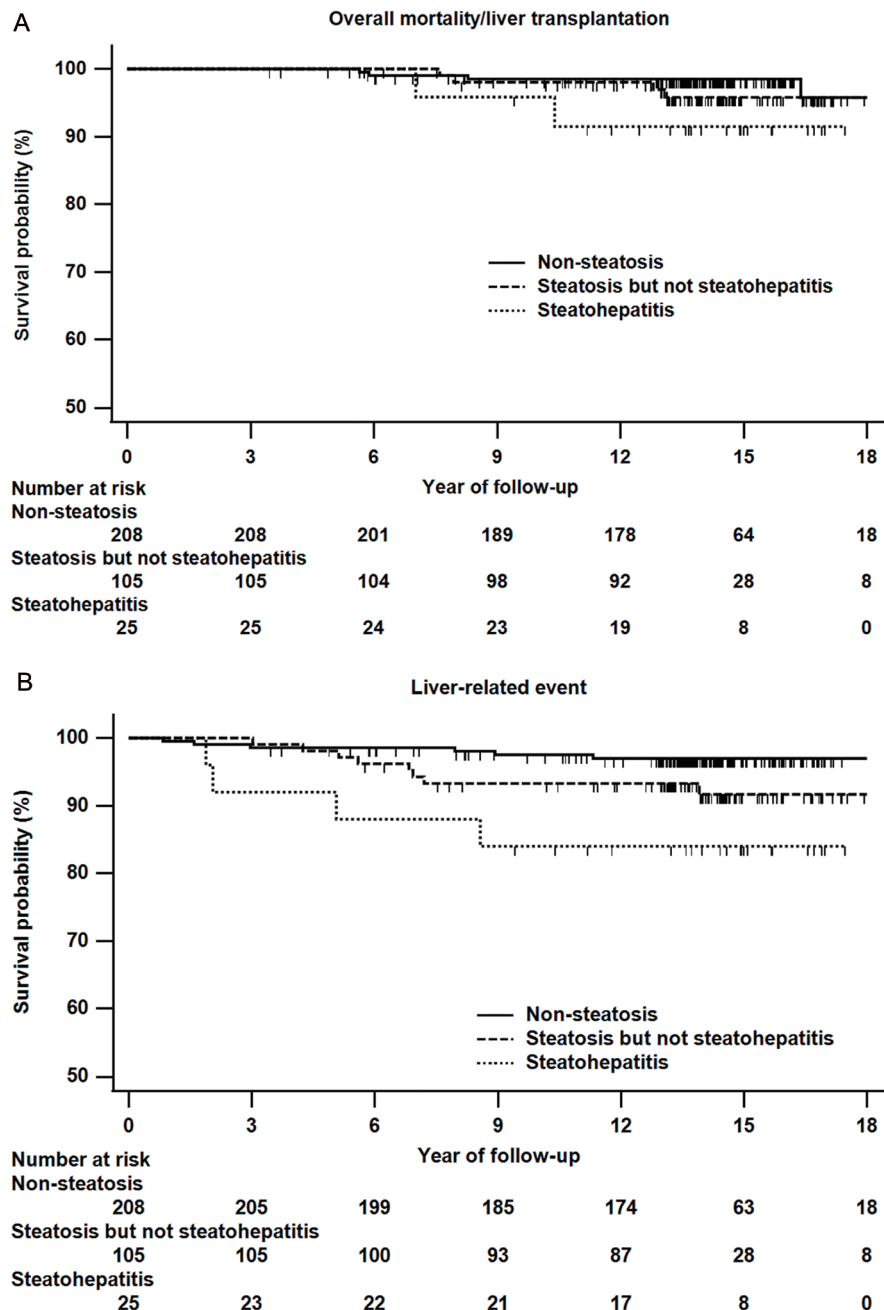 A
Overall mortality/liver transplantation
Survival probability (%)
100
90
80
70
60
50
Non-steatosis
Steatosis but not steatohepatitis
Steatohepatitis
0 3 6 9 12 15 18
Number at risk Year of follow-up
Non-steatosis
208 208 201 189 178 64 18
Steatosis but not steatohepatitis
105 105 104 98 92 28 8
Steatohepatitis
25 25 24 23 19 8 0
B
Liver-related event
Survival probability (%)
100
90
80
70
60
50
Non-steatosis
Steatosis but not steatohepatitis
Steatohepatitis
0 3 6 9 12 15 18
Number at risk Year of follow-up
Non-steatosis
208 205 199 185 174 63 18
Steatosis but not steatohepatitis
105 105 100 93 87 28 8
Steatohepatitis
25 23 22 21 17 8 0